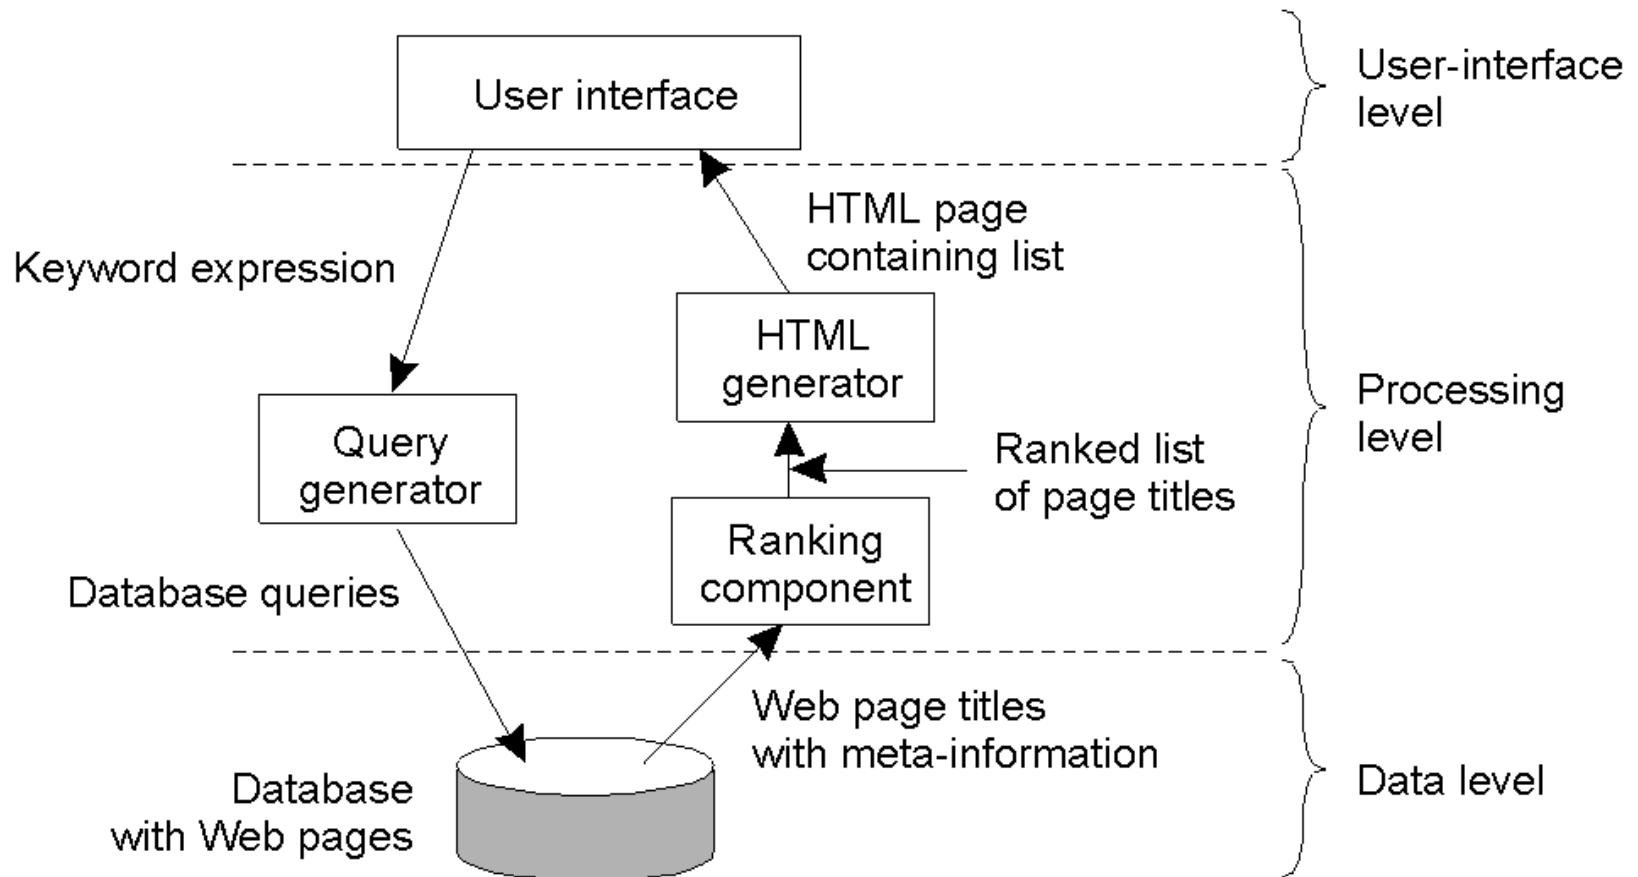 User interface
User-interface
level
HTML page
containing list
Keyword expression
HTML
generator
Processing
level
Query
generator
Ranked list
of page titles
Ranking
component
Database queries
Web page titles
with meta-information
Database
with Web pages
Data level